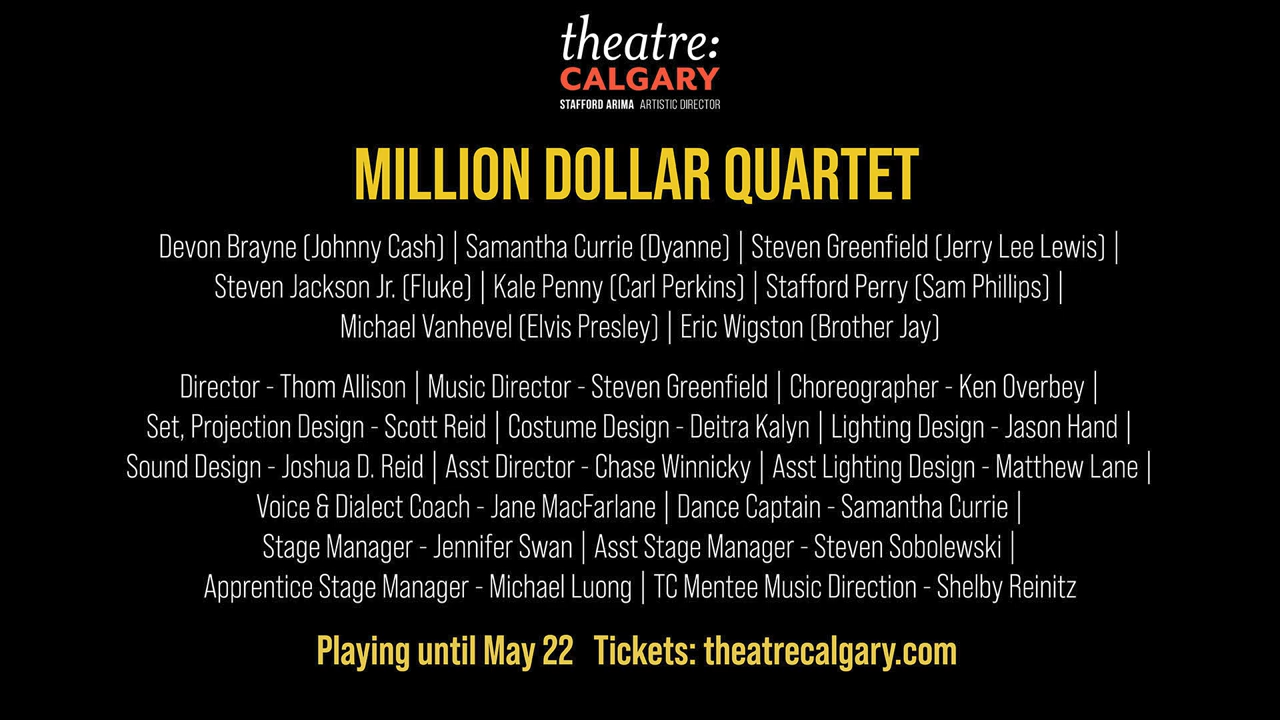 theatre:
CALGARY
STAFFORD ARIMA ARTISTIC DIRECTOR
MILLION DOLLAR QUARTET
Devon Brayne (Johnny Cash) | Samantha Currie (Dyanne) | Steven Greenfield (Jerry Lee Lewis) |
Steven Jackson Jr. (Fluke) | Kale Penny (Carl Perkins) | Stafford Perry (Sam Phillips) |
Michael Vanhevel (Elvis Presley) | Eric Wigston (Brother Jay)
Director - Thom Allison | Music Director - Steven Greenfield | Choreographer - Ken Overbey |
Set, Projection Design - Scott Reid | Costume Design - Deitra Kalyn | Lighting Design - Jason Hand |
Sound Design - Joshua D. Reid | Asst Director - Chase Winnicky | Asst Lighting Design - Matthew Lane |
Voice & Dialect Coach - Jane MacFarlane | Dance Captain - Samantha Currie |
Stage Manager - Jennifer Swan | Asst Stage Manager - Steven Sobolewski |
Apprentice Stage Manager - Michael Luong | TC Mentee Music Direction - Shelby Reinitz
Playing until May 22 Tickets: theatrecalgary.com